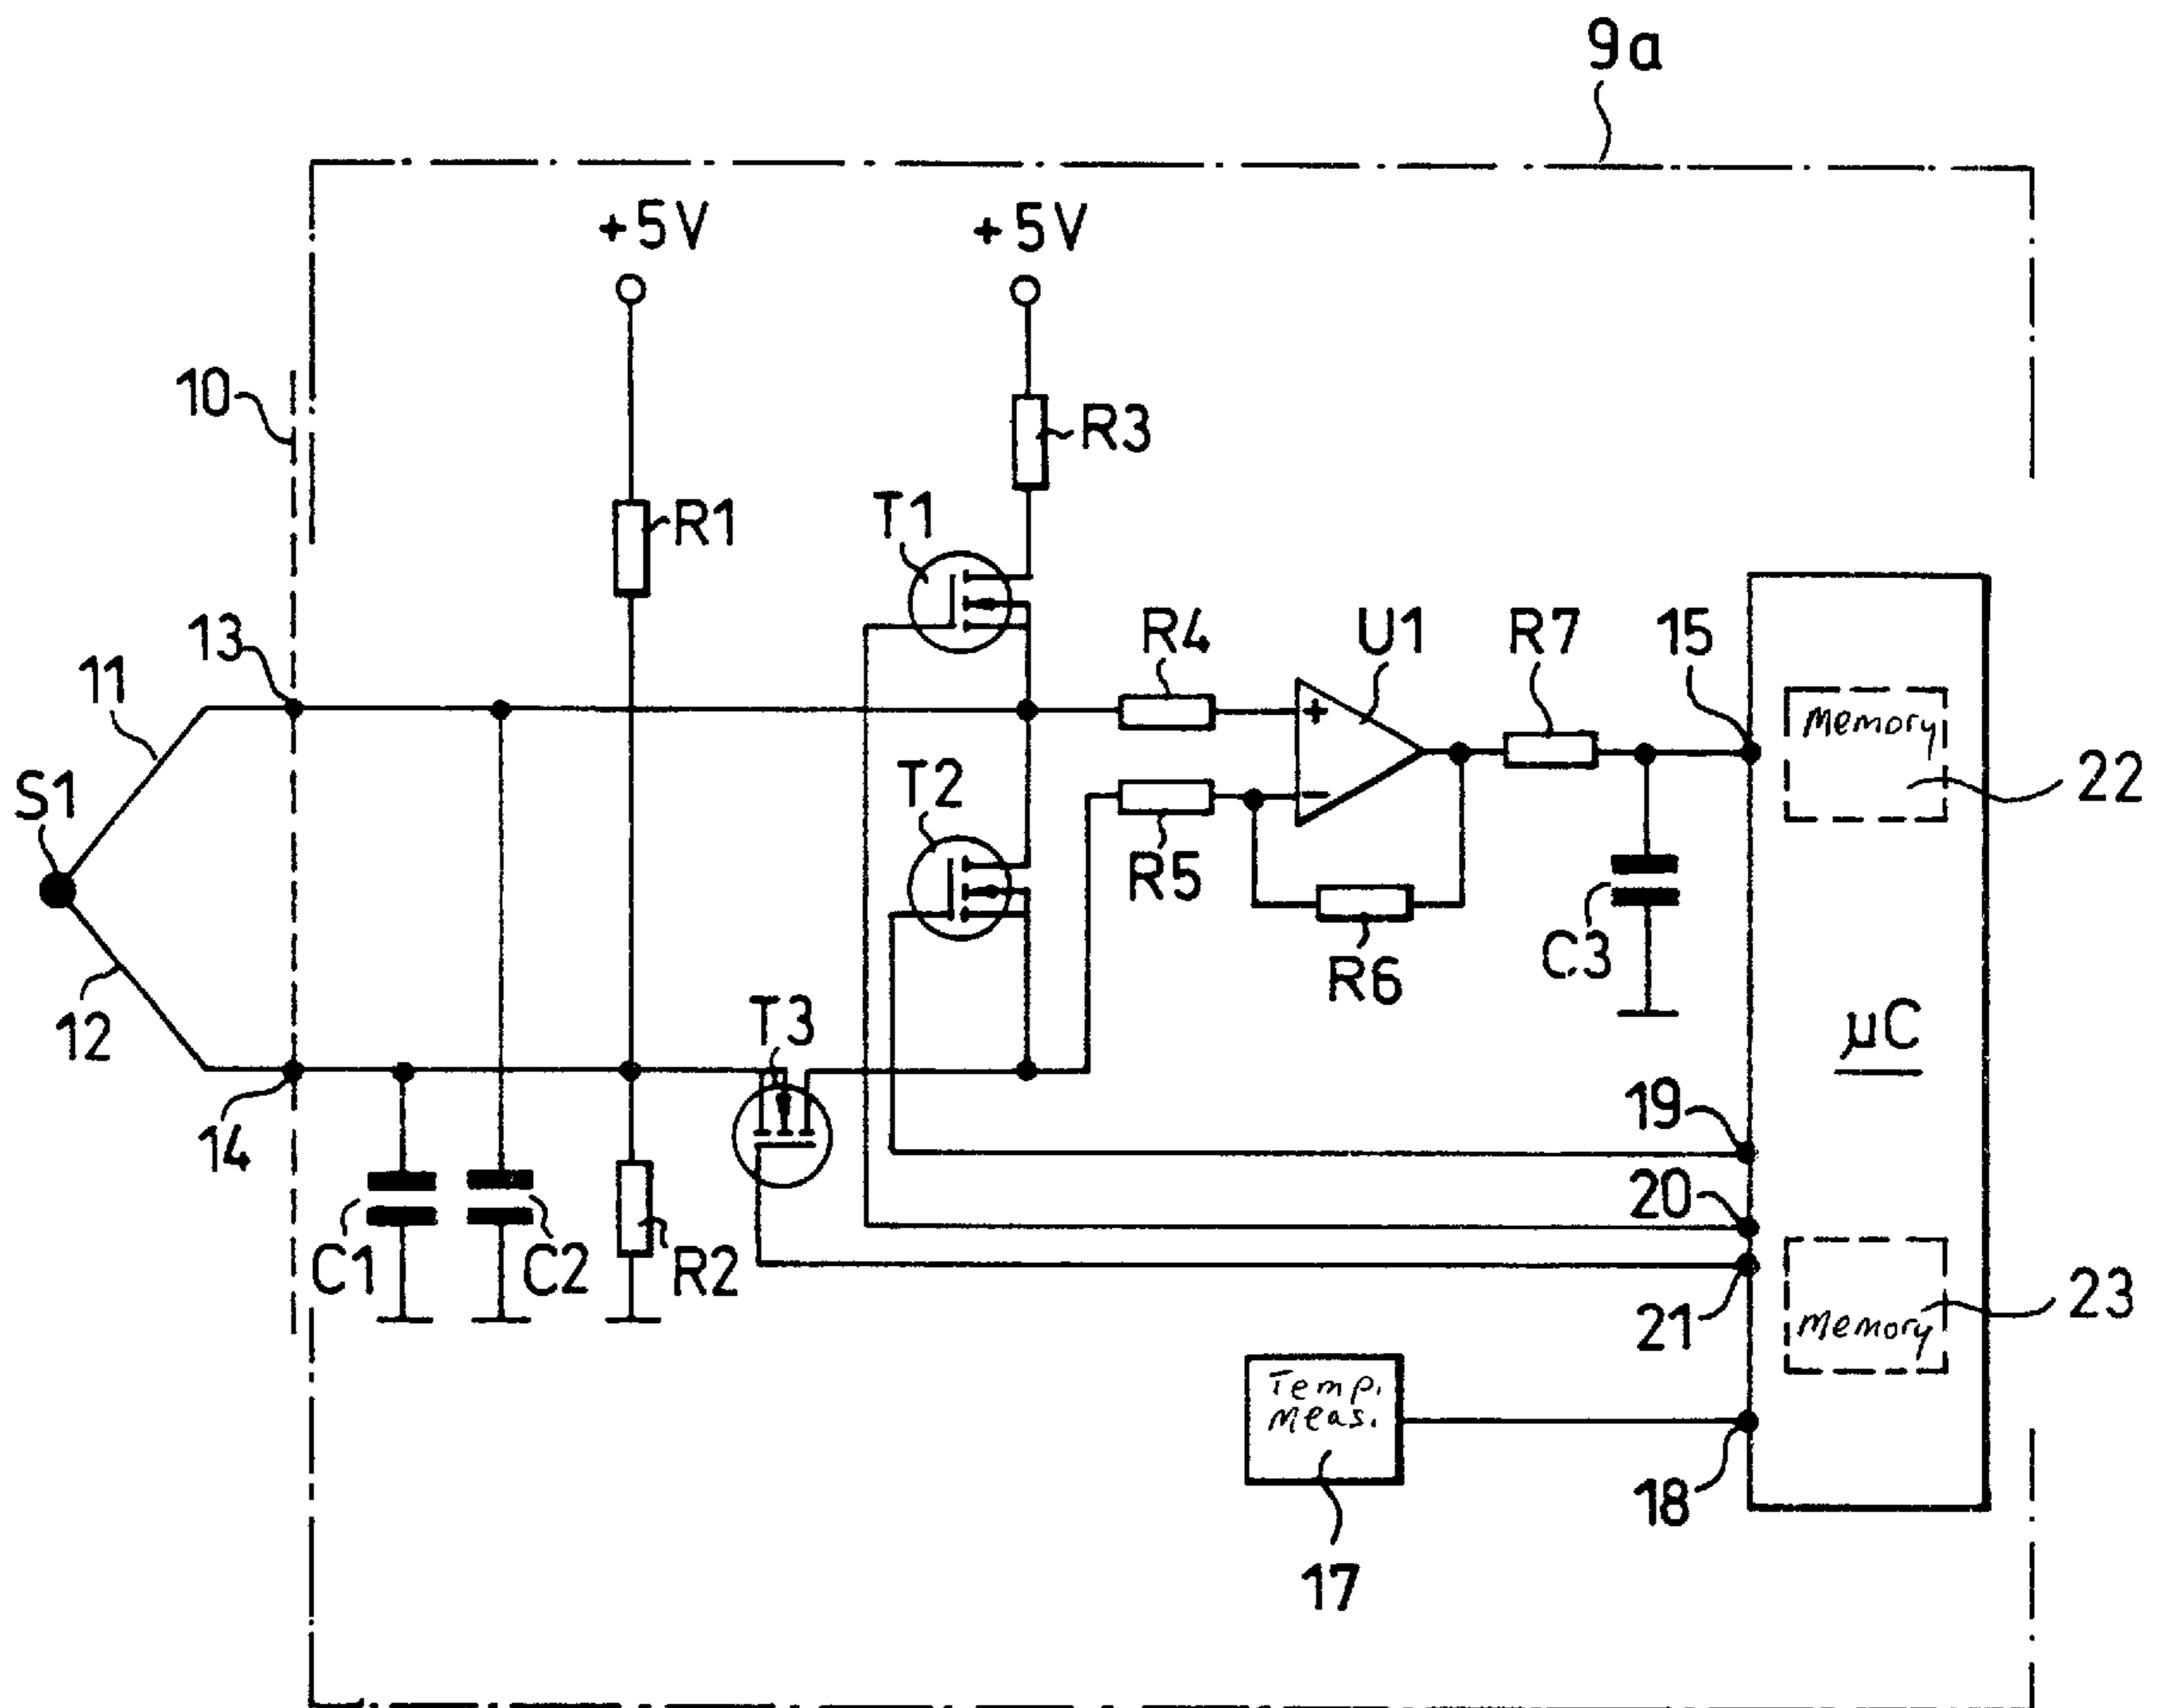 9a
+5V +5V
10
R3
T1
R1
13
R4 U1 R7 15
11
Memory
T2
22
S1
R5
C3
R6
12
T3
µC
19
14
20
C1 C2 R2
23
21
Memory
Temp.
Meas.
18
17